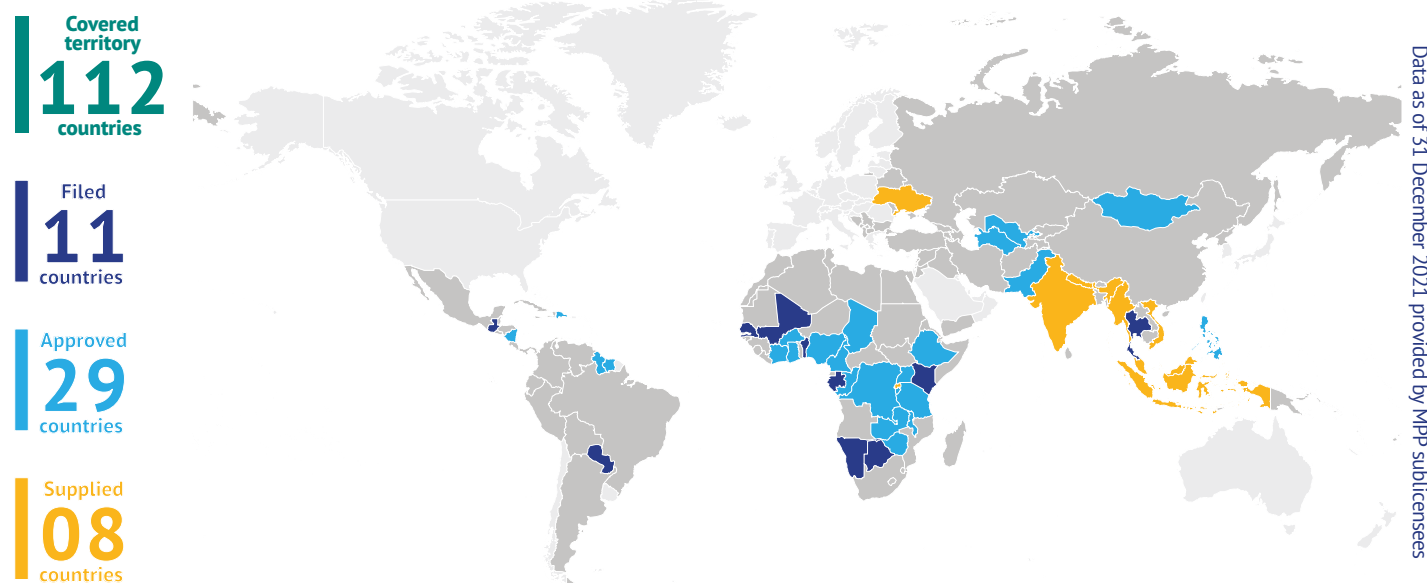 Covered
territory
112
countries
Filed
11
countries
Approved
29
countries
Supplied
08
countries
Data as of 31 December 2021 provided by MPP sublicensees